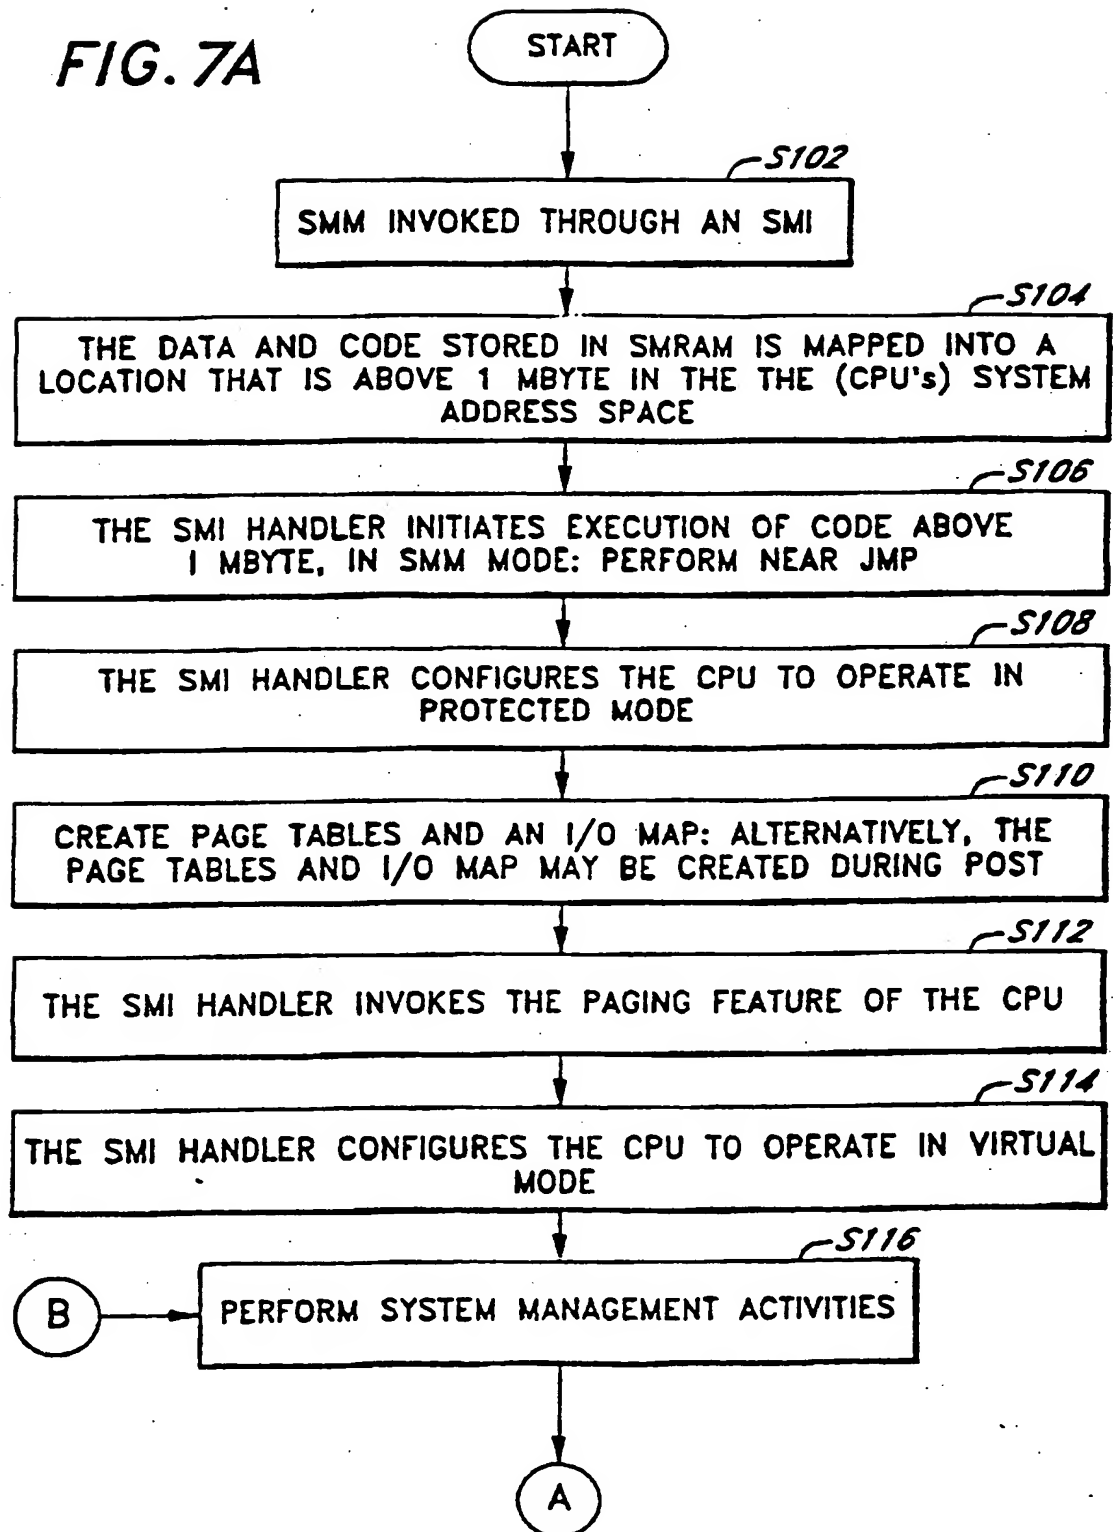 FIG. 7A
START
S102
SMM INVOKED THROUGH AN SMI
S104
THE DATA AND CODE STORED IN SMRAM IS MAPPED INTO A
LOCATION THAT IS ABOVE 1 MBYTE IN THE THE (CPU's) SYSTEM
ADDRESS SPACE
S106
THE SMI HANDLER INITIATES EXECUTION OF CODE ABOVE
1 MBYTE, IN SMM MODE: PERFORM NEAR JMP
S108
THE SMI HANDLER CONFIGURES THE CPU TO OPERATE IN
PROTECTED MODE
S110
CREATE PAGE TABLES AND AN I/O MAP: ALTERNATIVELY, THE
PAGE TABLES AND I/O MAP MAY BE CREATED DURING POST
S112
THE SMI HANDLER INVOKES THE PAGING FEATURE OF THE CPU
S114
THE SMI HANDLER CONFIGURES THE CPU TO OPERATE IN VIRTUAL
MODE
S116
B
PERFORM SYSTEM MANAGEMENT ACTIVITIES
A